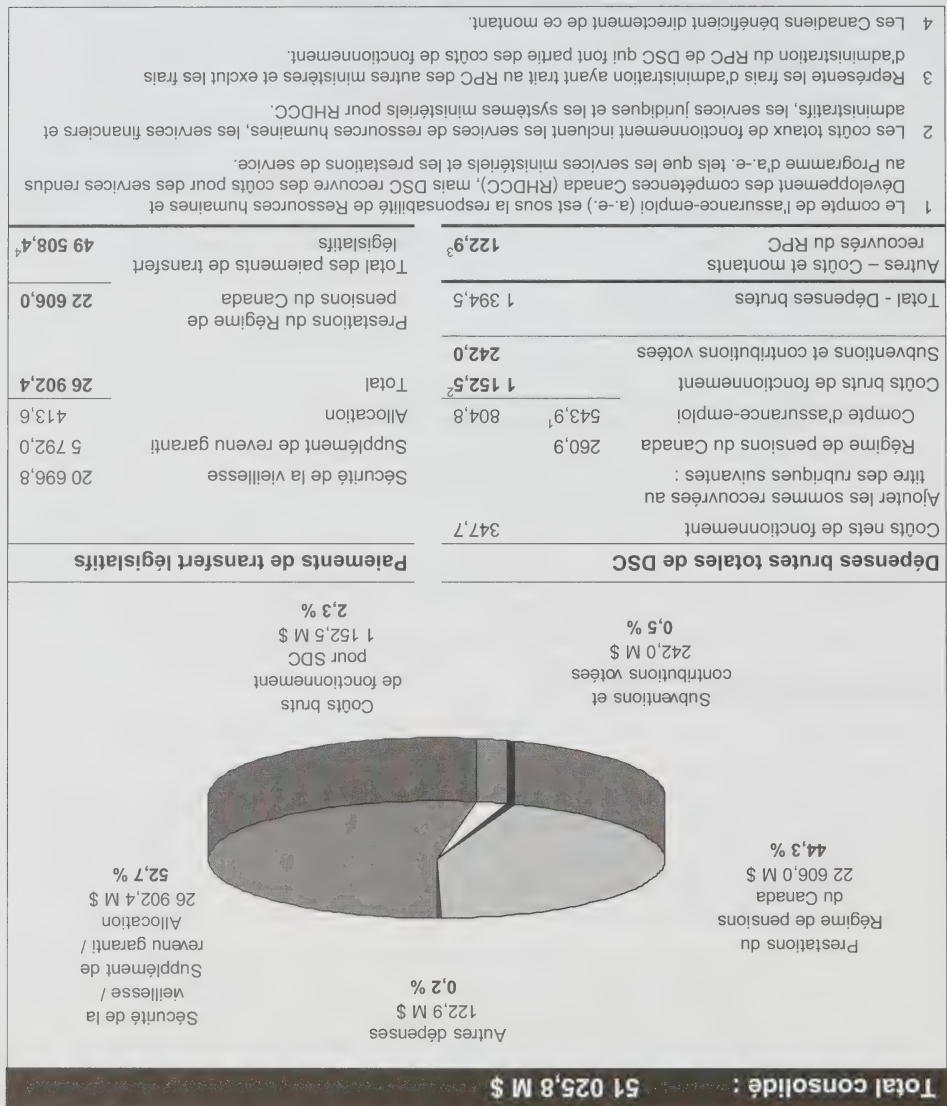 Total consolidé : 51 025,8 M $
Autres dépenses
122,9 M $
0,2 %
Prestations du
Régime de pensions
du Canada
22 606,0 M $
44,3 %
Sécurité de la
vieillesse /
Supplément de
revenu garanti /
Allocation
26 902,4 M $
52,7 %
Subventions et
contributions votées
242,0 M $
0,5 %
Coûts bruts
de fonctionnement
pour SDC
1 152,5 M $
2,3 %
Dépenses brutes totales de DSC
Coûts nets de fonctionnement 347,7
Ajouter les sommes recouvrées au
titre des rubriques suivantes :
Régime de pensions du Canada 260,9
Compte d'assurance-emploi 543,9¹ 804,8
Coûts bruts de fonctionnement 1 152,5²
Subventions et contributions votées 242,0
Total - Dépenses brutes 1 394,5
Autres – Coûts et montants
recouvrés du RPC 122,9³
Paiements de transfert législatifs
Sécurité de la vieillesse 20 696,8
Supplément de revenu garanti 5 792,0
Allocation 413,6
Total 26 902,4
Prestations du Régime de
pensions du Canada 22 606,0
Total des paiements de transfert
législatifs 49 508,4⁴
1 Le compte de l'assurance-emploi (a.-e.) est sous la responsabilité de Ressources humaines et
Développement des compétences Canada (RHDCC), mais DSC recouvre des coûts pour des services rendus
au Programme d'a.-e. tels que les services ministériels et les prestations de service.
2 Les coûts totaux de fonctionnement incluent les services de ressources humaines, les services financiers et
administratifs, les services juridiques et les systèmes ministériels pour RHDCC.
3 Représente les frais d'administration ayant trait au RPC des autres ministères et exclut les frais
d'administration du RPC de DSC qui font partie des coûts de fonctionnement.
4 Les Canadiens bénéficient directement de ce montant.